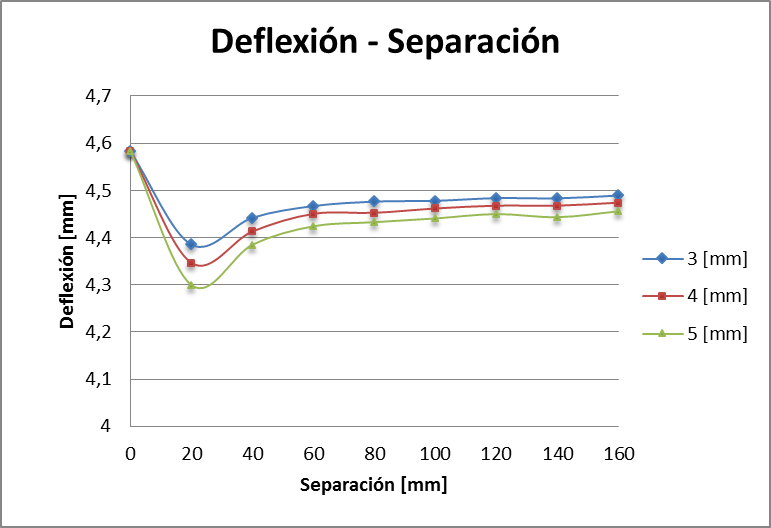 Deflexión - Separación
4,7
4,6
4,5
4,4
4,3
4,2
4,1
4
Deflexión [mm]
0 20 40 60 80 100 120 140 160
Separación [mm]
3 [mm]
4 [mm]
5 [mm]